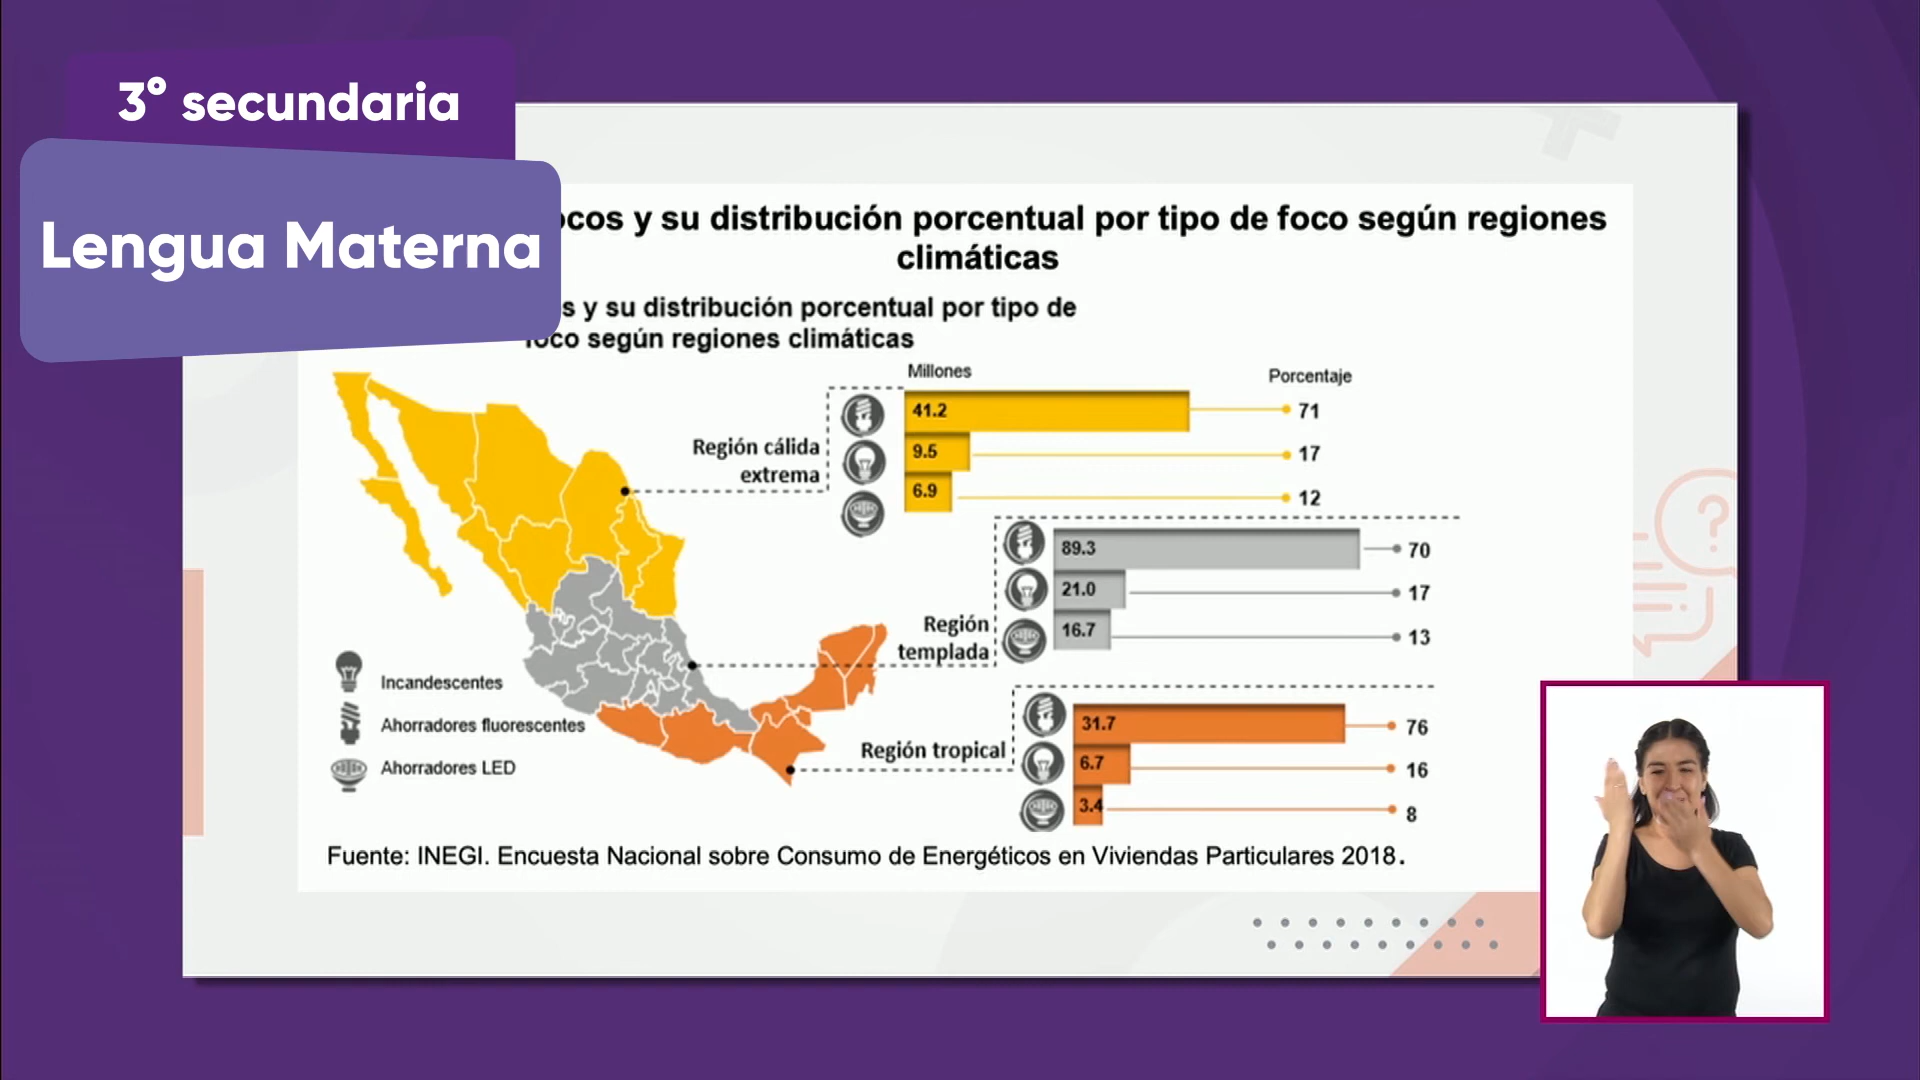 3° secundaria
Lengua Materna
y su distribución porcentual por tipo de foco según regiones
climáticas
y su distribución porcentual por tipo de
foco según regiones climáticas
Millones
Porcentaje
Región cálida
extrema
41.2
71
9.5
17
6.9
12
Región
templada
89.3
70
21.0
17
16.7
13
Región tropical
31.7
76
6.7
16
3.4
8
Incandescentes
Ahorradores fluorescentes
Ahorradores LED
Fuente: INEGI. Encuesta Nacional sobre Consumo de Energéticos en Viviendas Particulares 2018.